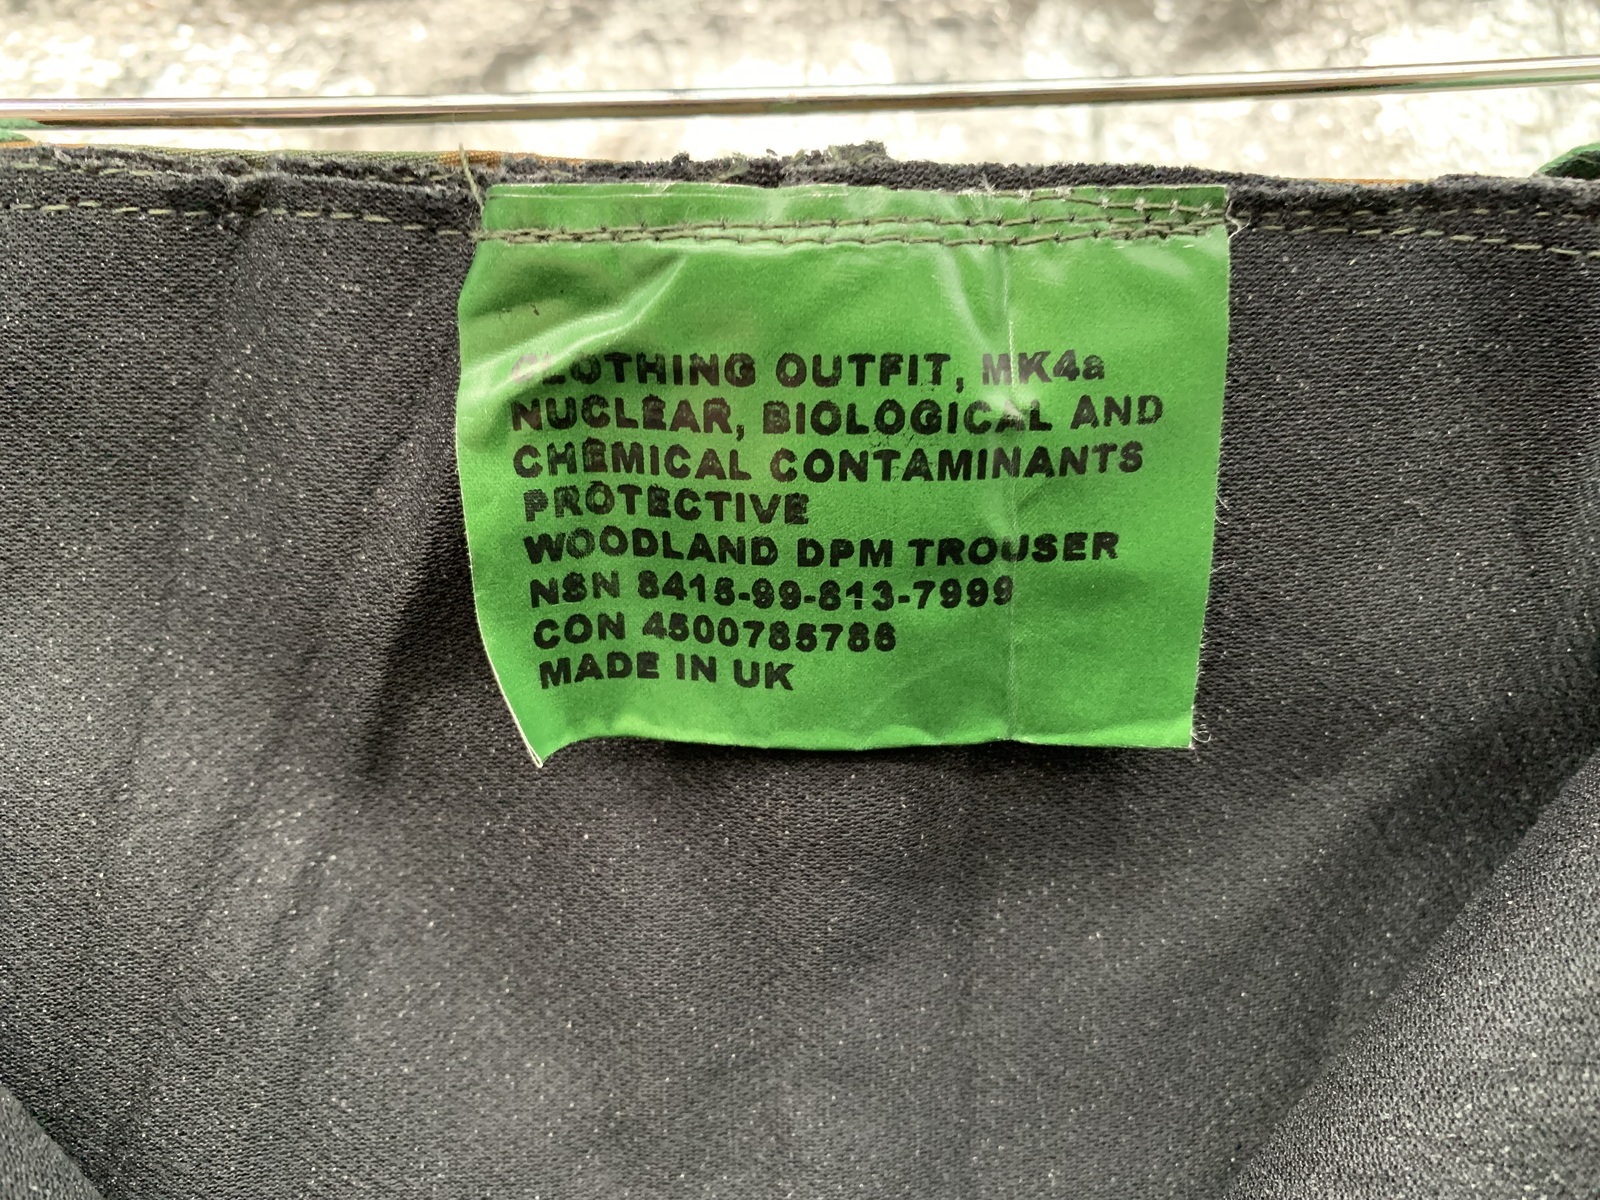 CLOTHING OUTFIT, MK4a
NUCLEAR, BIOLOGICAL AND
CHEMICAL CONTAMINANTS
PROTECTIVE
WOODLAND DPM TROUSER
NSN 8415-99-813-7999
CON 4500785786
MADE IN UK